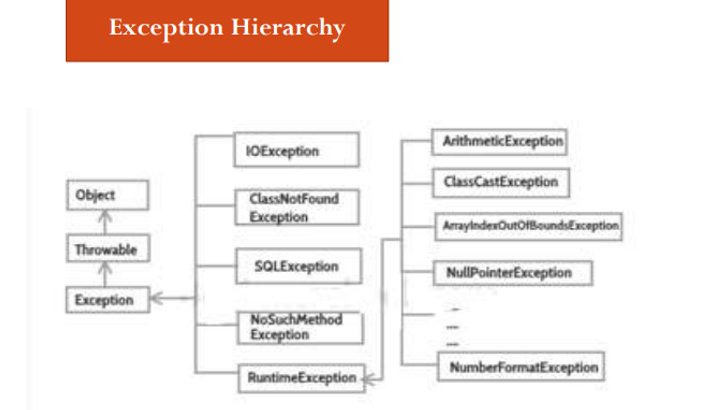 Exception Hierarchy
Object
Throwable
Exception
IOException
ClassNotFound
Exception
SQLException
NoSuchMethod
Exception
RuntimeException
ArithmeticException
ClassCastException
ArrayIndexOutOfBoundsException
NullPointerException
NumberFormatException